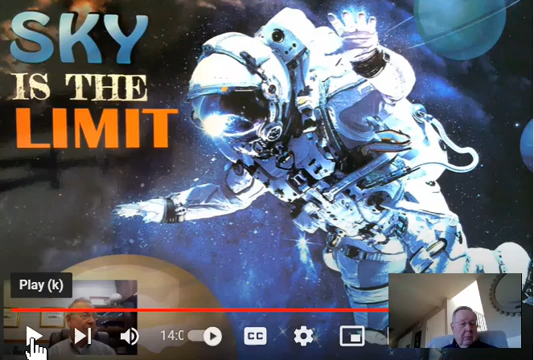 SKY
IS THE
LIMIT
Play (k)
14:0
CC